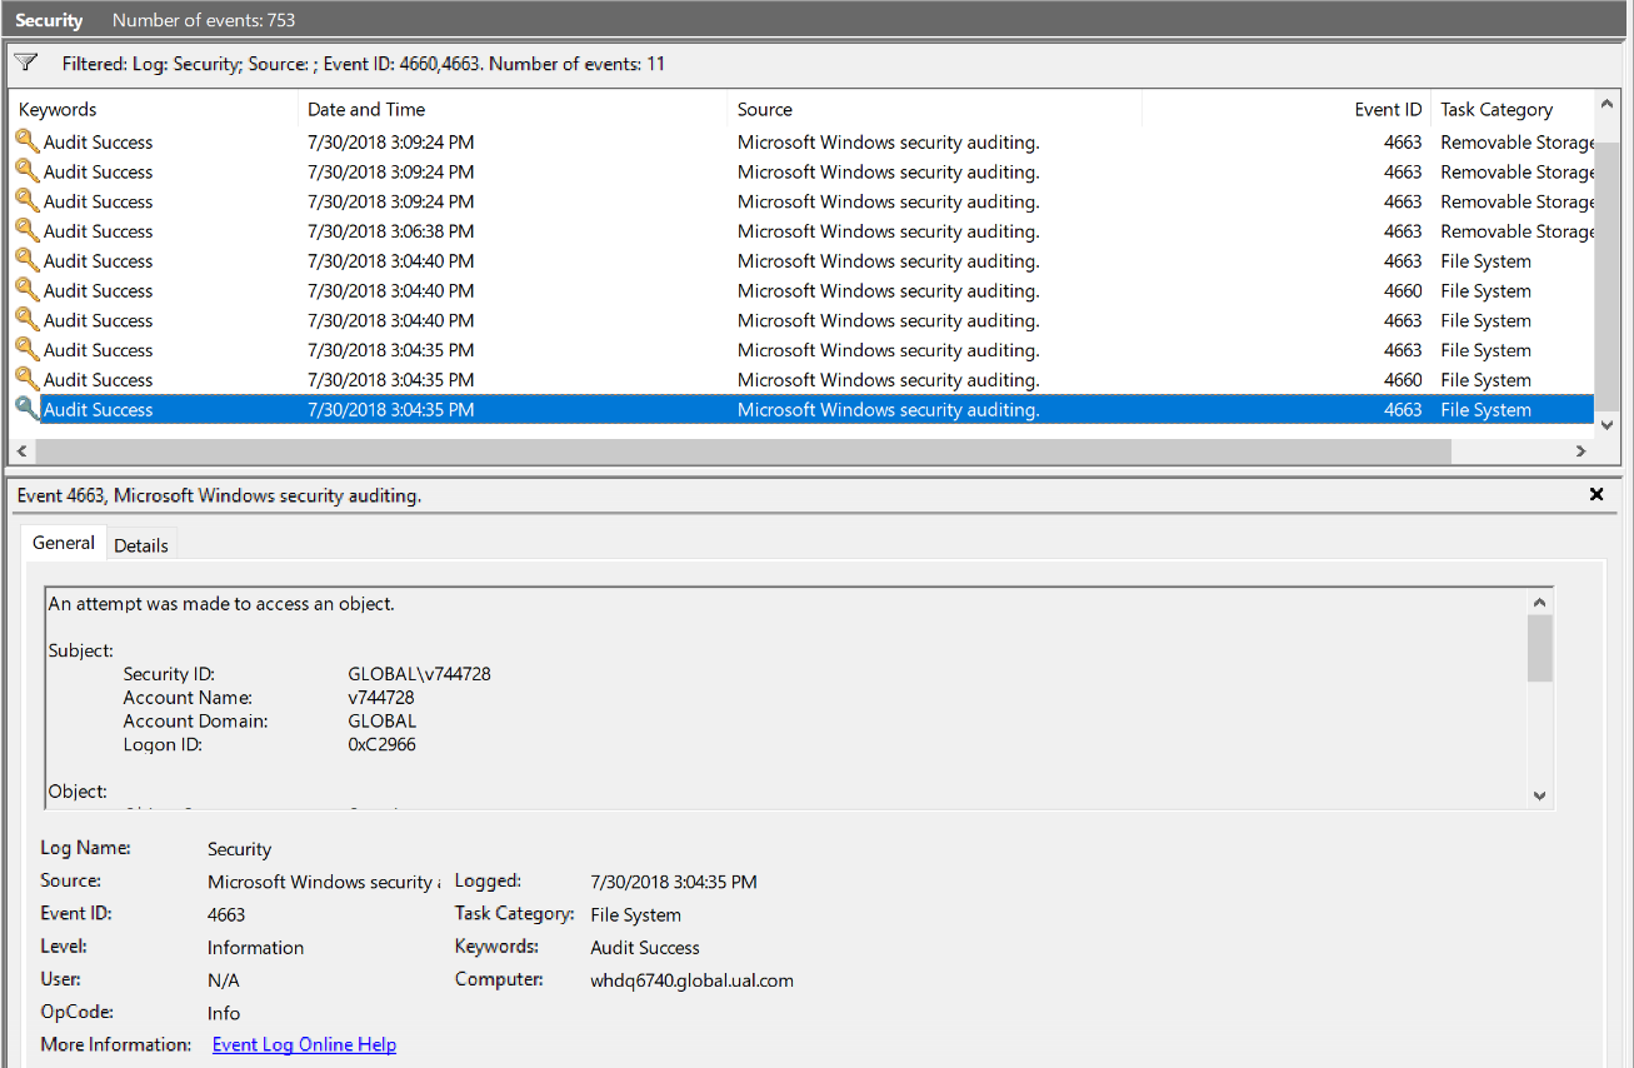 Security Number of events: 753
Filtered: Log: Security; Source: ; Event ID: 4660,4663. Number of events: 11
Keywords Date and Time Source Event ID Task Category
Audit Success 7/30/2018 3:09:24 PM Microsoft Windows security auditing. 4663 Removable Storage
Audit Success 7/30/2018 3:09:24 PM Microsoft Windows security auditing. 4663 Removable Storage
Audit Success 7/30/2018 3:09:24 PM Microsoft Windows security auditing. 4663 Removable Storage
Audit Success 7/30/2018 3:06:38 PM Microsoft Windows security auditing. 4663 Removable Storage
Audit Success 7/30/2018 3:04:40 PM Microsoft Windows security auditing. 4663 File System
Audit Success 7/30/2018 3:04:40 PM Microsoft Windows security auditing. 4660 File System
Audit Success 7/30/2018 3:04:40 PM Microsoft Windows security auditing. 4663 File System
Audit Success 7/30/2018 3:04:35 PM Microsoft Windows security auditing. 4663 File System
Audit Success 7/30/2018 3:04:35 PM Microsoft Windows security auditing. 4660 File System
Audit Success 7/30/2018 3:04:35 PM Microsoft Windows security auditing. 4663 File System
Event 4663, Microsoft Windows security auditing.
General Details
An attempt was made to access an object.
Subject:
Security ID: GLOBAL\v744728
Account Name: v744728
Account Domain: GLOBAL
Logon ID: 0xC2966
Object:
Log Name: Security
Source: Microsoft Windows security Logged: 7/30/2018 3:04:35 PM
Event ID: 4663 Task Category: File System
Level: Information Keywords: Audit Success
User: N/A Computer: whdq6740.global.ual.com
OpCode: Info
More Information: Event Log Online Help